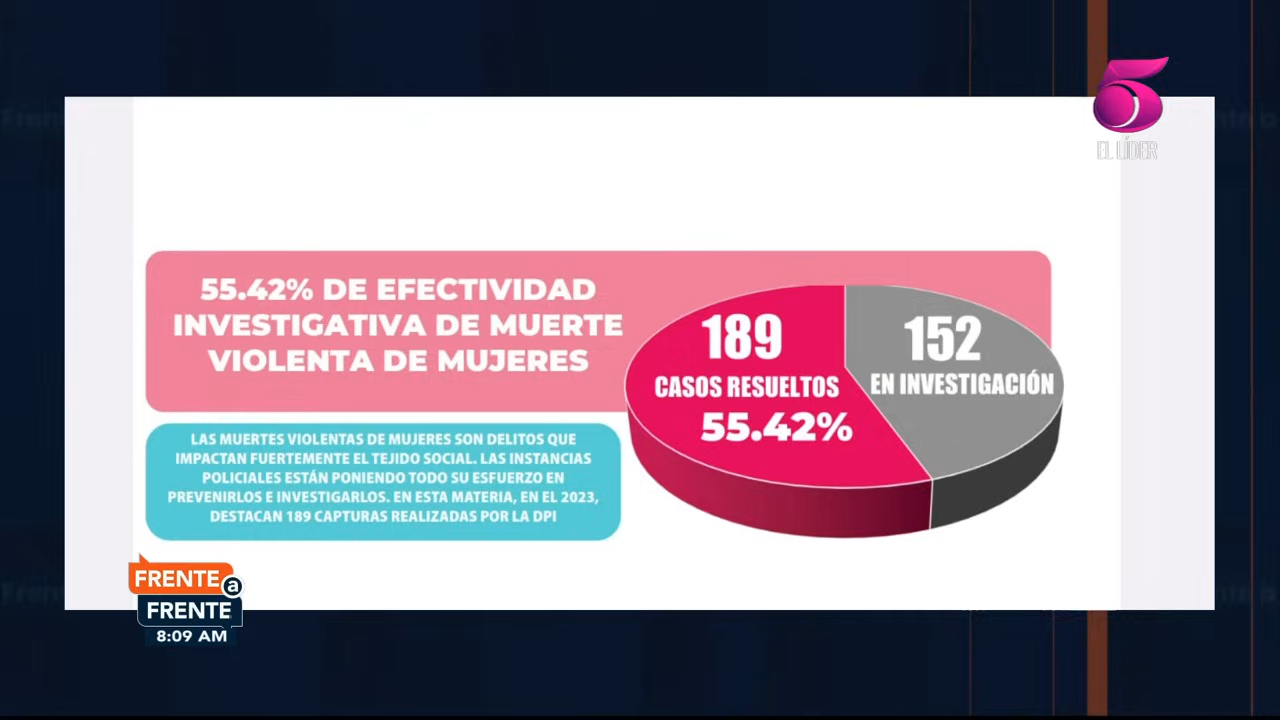 5
EL LÍDER
55.42% DE EFECTIVIDAD
INVESTIGATIVA DE MUERTE
VIOLENTA DE MUJERES
189
CASOS RESUELTOS
55.42%
152
EN INVESTIGACIÓN
LAS MUERTES VIOLENTAS DE MUJERES SON DELITOS QUE
IMPACTAN FUERTEMENTE EL TEJIDO SOCIAL. LAS INSTANCIAS
POLICIALES ESTÁN PONIENDO TODO SU ESFUERZO EN
PREVENIRLOS E INVESTIGARLOS. EN ESTA MATERIA, EN EL 2023,
DESTACAN 189 CAPTURAS REALIZADAS POR LA DPI
FRENTE a
FRENTE
8:09 AM